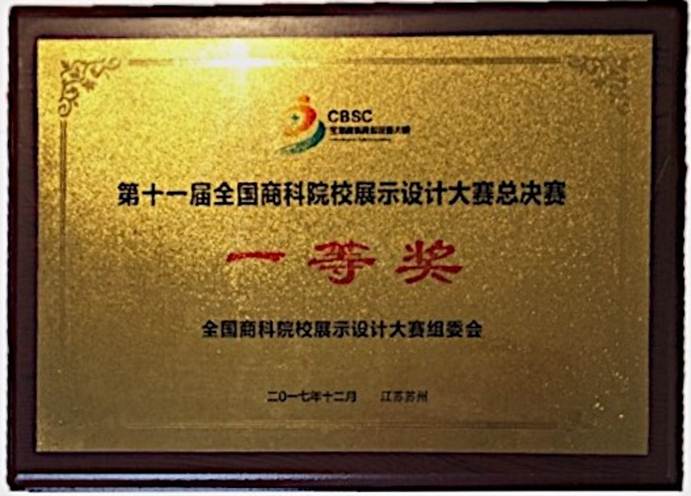 CBSC
第十一届全国商科院校展示设计大赛总决赛
一等奖
全国商科院校展示设计大赛组委会
二〇一七年十二月 江苏苏州